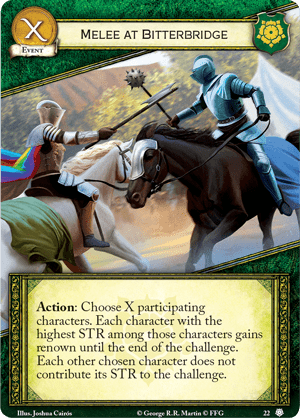 X
EVENT
MELEE AT BITTERBRIDGE
Action: Choose X participating
characters. Each character with the
highest STR among those characters gains
renown until the end of the challenge.
Each other chosen character does not
contribute its STR to the challenge.
Illus. Joshua Cairós
© George R.R. Martin © FFG
22